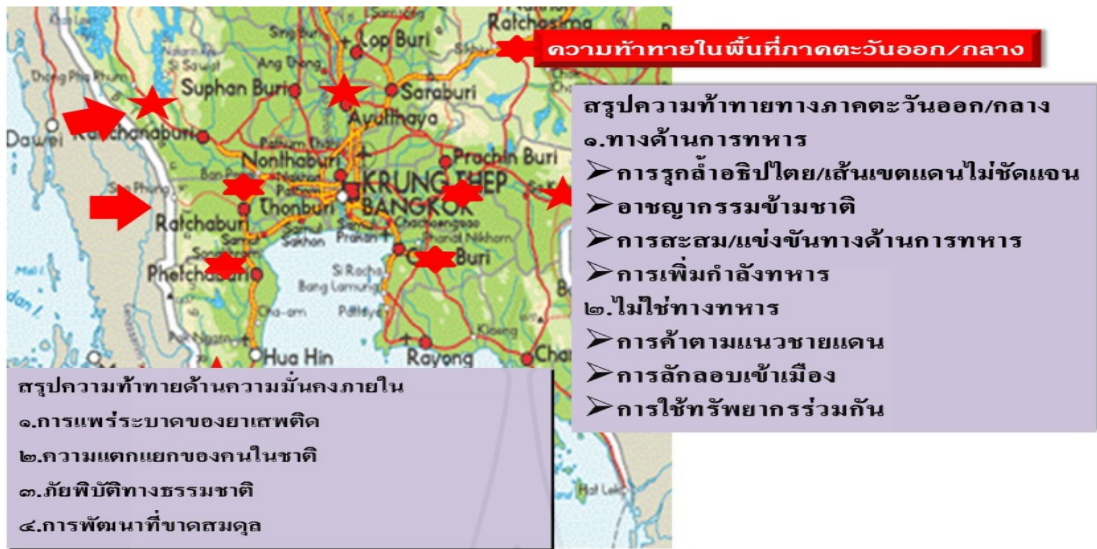 ความท้าทายในพื้นที่ภาคตะวันออก/กลาง
สรุปความท้าทายทางภาคตะวันออก/กลาง
๑.ทางด้านการทหาร
➢การรุกล้ำอธิปไตย/เส้นเขตแดนไม่ชัดแจน
➢อาชญากรรมข้ามชาติ
➢การสะสม/แข่งขันทางด้านการทหาร
➢การเพิ่มกำลังทหาร
๒.ไม่ใช่ทางทหาร
➢การค้าตามแนวชายแดน
➢การลักลอบเข้าเมือง
➢การใช้ทรัพยากรร่วมกัน
สรุปความท้าทายด้านความมั่นคงภายใน
๑.การแพร่ระบาดของยาเสพติด
๒.ความแตกแยกของคนในชาติ
๓.ภัยพิบัติทางธรรมชาติ
๔.การพัฒนาที่ขาดสมดุล
Ratchasima
Lop Buri
Sing Buri
Ang Thong
Si Sawat
Suphan Buri
Saraburi
Thong Pha Phum
Ayutthaya
Dawei
Nonthaburi
Prachin Buri
KRUNG THEP
BANGKOK
Thonburi
Ratchaburi
Samut
Sakhon
Phetchaburi
Buri
Si Racha
Bang Lamung
Pattaya
Cha-am
Klaeng
Hua Hin
Rayong